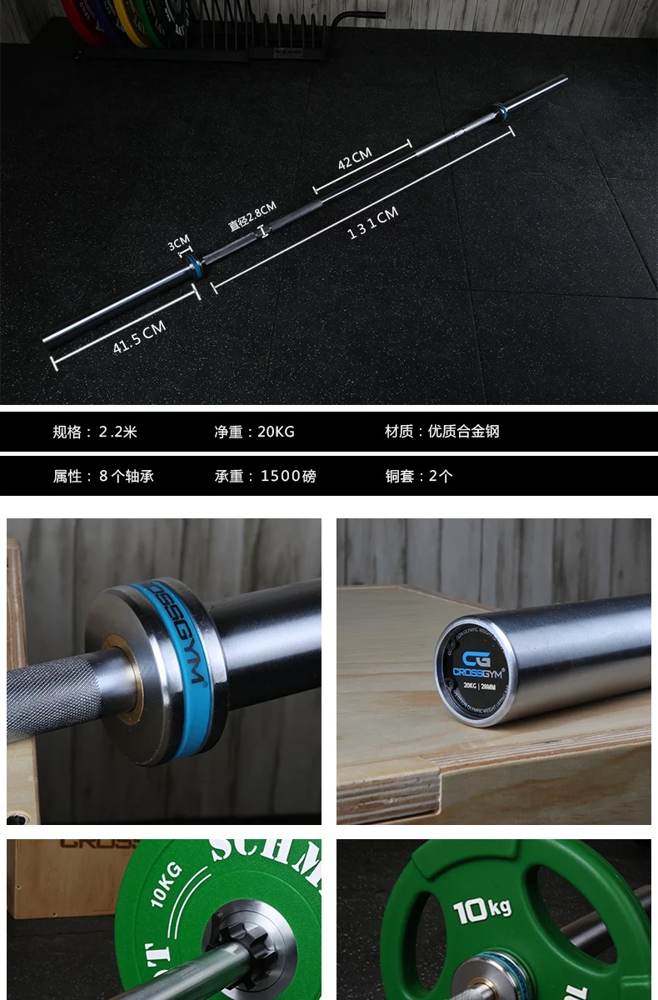 42CM
直径2.8CM
131CM
3CM
41.5CM
规格：2.2米
净重：20KG
材质：优质合金钢
属性：8个轴承
承重：1500磅
铜套：2个
CROSSGYM®
CG
CROSSGYM®
20KG | 28MM
CROSS
10KG
SCHM
10kg